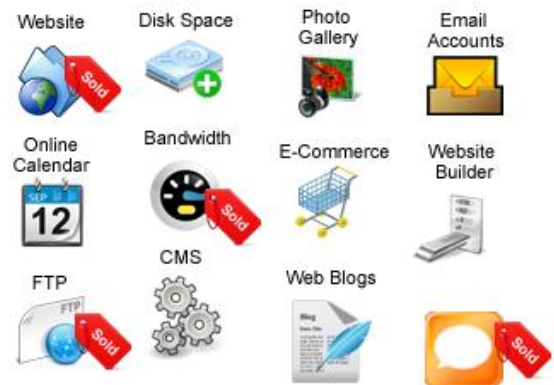 Website
Disk Space
Photo
Gallery
Email
Accounts
Sold
Online
Calendar
Bandwidth
E-Commerce
Website
Builder
SEP
12
Sold
FTP
CMS
Web Blogs
FTP
Sold
Blog
Sold